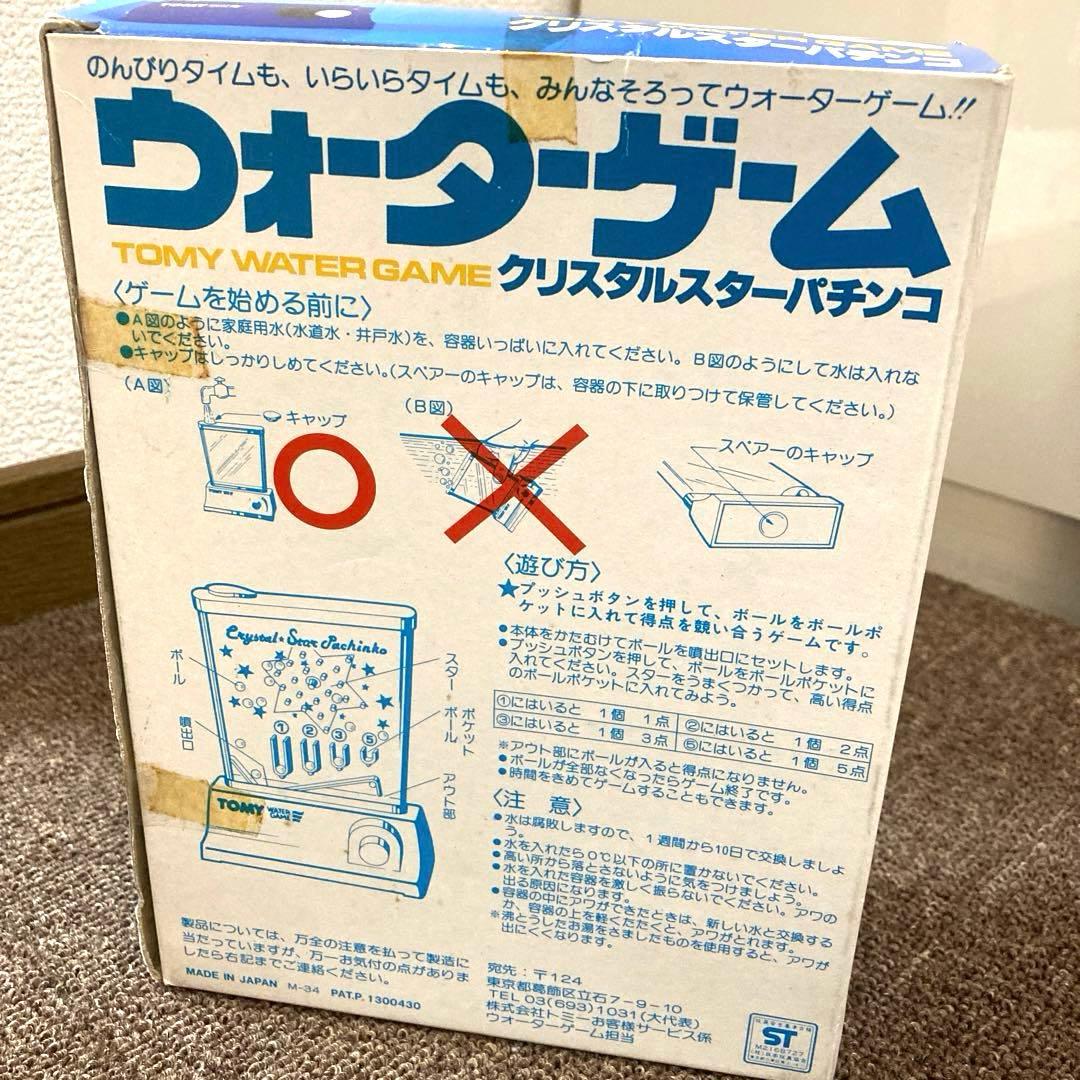 クリスタルスターパチンコ
のんびりタイムも、いらいらタイムも、みんなそろってウォーターゲーム!!
ウォーターゲーム
TOMY WATER GAME クリスタルスターパチンコ
〈ゲームを始める前に〉
●A図のように家庭用水(水道水・井戸水)を、容器いっぱいに入れてください。B図のようにして水は入れな
いでください。
●キャップはしっかりしめてください。(スペアーのキャップは、容器の下に取りつけて保管してください。)
(A図)
キャップ
(B図)
スペアーのキャップ
TOMY
〈遊び方〉
★プッシュボタンを押して、ボールをボールポ
ケットに入れて得点を競い合うゲームです。
●本体をかたむけてボールを噴出口にセットします。
●プッシュボタンを押して、ボールをボールポケットに
入れてください。スターをうまくつかって、高い得点
のボールポケットに入れてみよう。
①にはいると 1個 1点 ②にはいると 1個 2点
③にはいると 1個 3点 ⑤にはいると 1個 5点
※アウト部にボールが入ると得点になりません。
●ボールが全部なくなったらゲーム終了です。
●時間をきめてゲームすることもできます。
Crystal★Star Pachinko
ボール
噴出口
スター
ボール
ポケット
アウト部
① ② ③ ⑤
TOMY WATER GAME
〈注 意〉
●水は腐敗しますので、1週間から10日で交換しましょ
う。
●水を入れたら0℃以下の所に置かないでください。
●高い所から落とさないように気をつけましょう。
●水を入れた容器を激しく振らないでください。アワの
出る原因になります。
●容器の中にアワができたときは、新しい水と交換する
か、容器の上を軽くたたくと、アワがとれます。
※沸とうしたお湯をさましたものを使用すると、アワが
出にくくなります。
製品については、万全の注意を払って製造に
当たっていますが、万一お気付の点がありま
したら右記までご連絡ください。
MADE IN JAPAN M-34 PAT.P. 1300430
宛先:〒124
東京都葛飾区立石7-9-10
TEL 03(693)1031(大代表)
株式会社トミーお客様サービス係
ウオーターゲーム担当
ST
M2168727